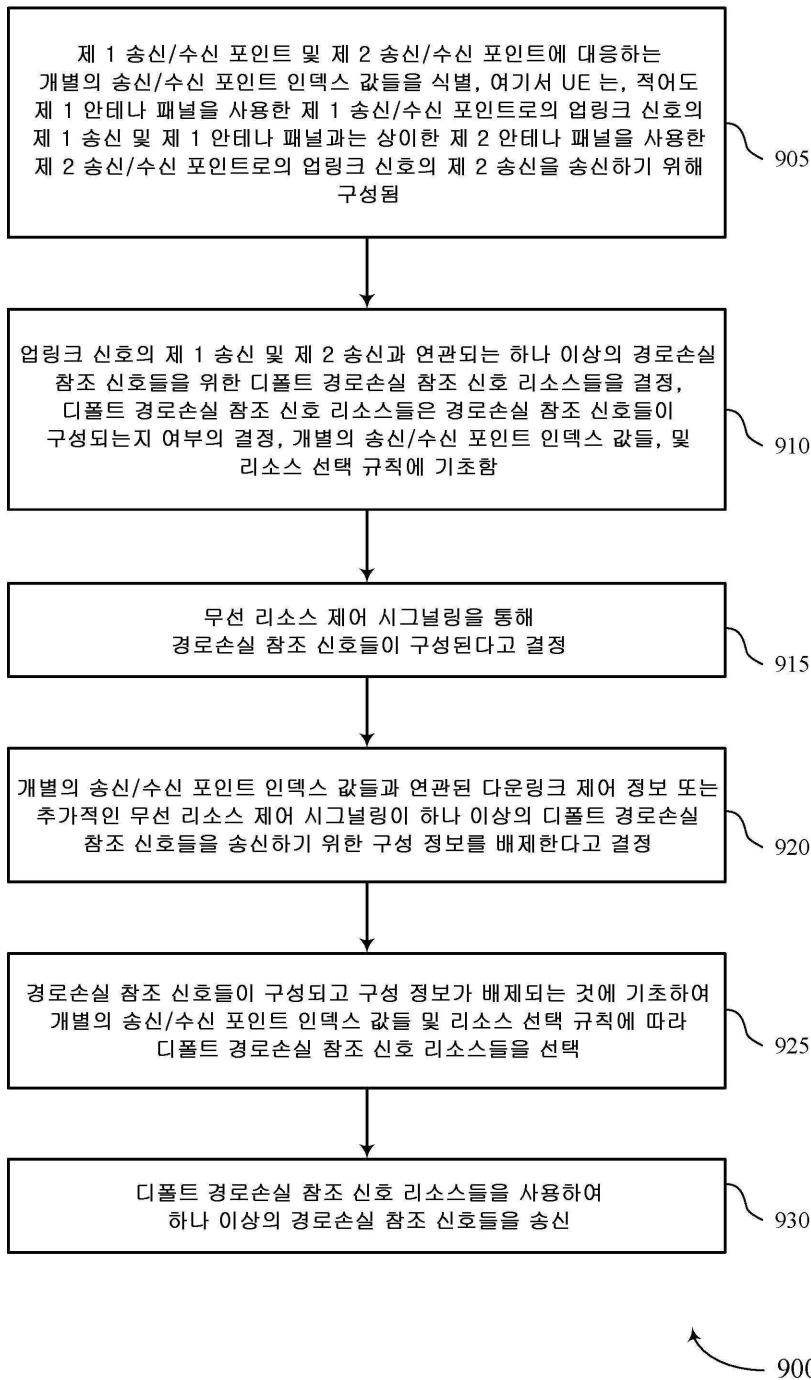 제 1 송신/수신 포인트 및 제 2 송신/수신 포인트에 대응하는
개별의 송신/수신 포인트 인덱스 값들을 식별, 여기서 UE 는, 적어도
제 1 안테나 패널을 사용한 제 1 송신/수신 포인트로의 업링크 신호의
제 1 송신 및 제 1 안테나 패널과는 상이한 제 2 안테나 패널을 사용한
제 2 송신/수신 포인트로의 업링크 신호의 제 2 송신을 송신하기 위해
구성됨
905
업링크 신호의 제 1 송신 및 제 2 송신과 연관되는 하나 이상의 경로손실
참조 신호들을 위한 디폴트 경로손실 참조 신호 리소스들을 결정,
디폴트 경로손실 참조 신호 리소스들은 경로손실 참조 신호들이
구성되는지 여부의 결정, 개별의 송신/수신 포인트 인덱스 값들, 및
리소스 선택 규칙에 기초함
910
무선 리소스 제어 시그널링을 통해
경로손실 참조 신호들이 구성된다고 결정
915
개별의 송신/수신 포인트 인덱스 값들과 연관된 다운링크 제어 정보 또는
추가적인 무선 리소스 제어 시그널링이 하나 이상의 디폴트 경로손실
참조 신호들을 송신하기 위한 구성 정보를 배제한다고 결정
920
경로손실 참조 신호들이 구성되고 구성 정보가 배제되는 것에 기초하여
개별의 송신/수신 포인트 인덱스 값들 및 리소스 선택 규칙에 따라
디폴트 경로손실 참조 신호 리소스들을 선택
925
디폴트 경로손실 참조 신호 리소스들을 사용하여
하나 이상의 경로손실 참조 신호들을 송신
930
900